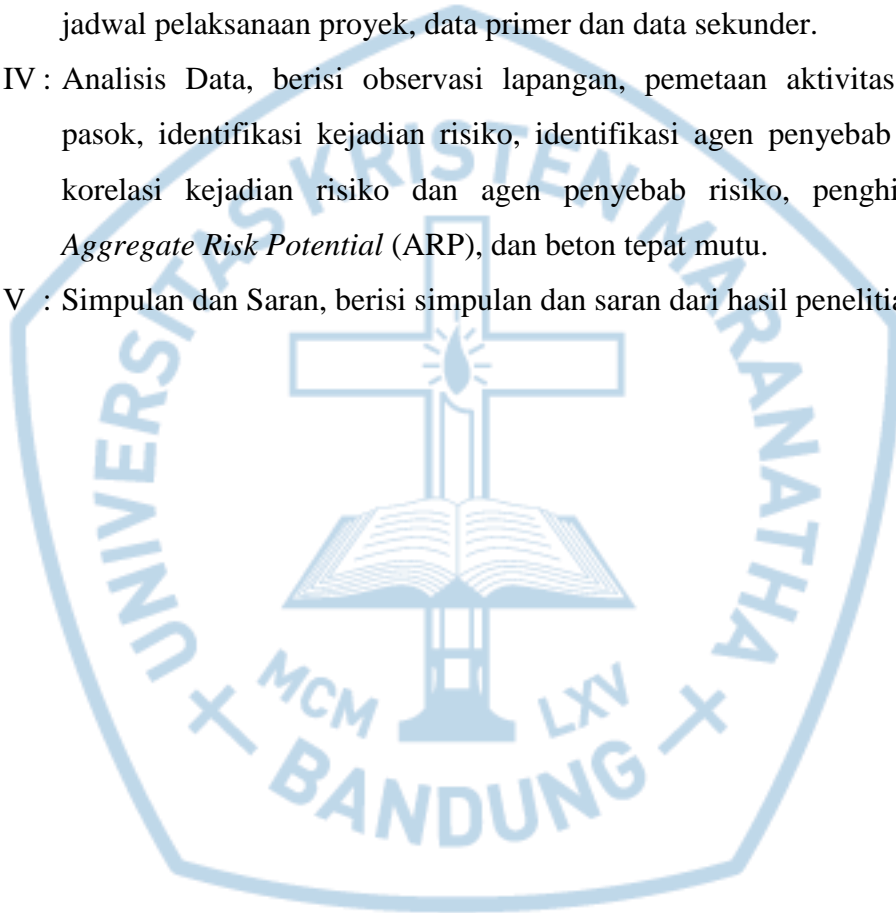 jadwal pelaksanaan proyek, data primer dan data sekunder.
IV : Analisis Data, berisi observasi lapangan, pemetaan aktivitas
pasok, identifikasi kejadian risiko, identifikasi agen penyebab
korelasi kejadian risiko dan agen penyebab risiko, penghi
Aggregate Risk Potential (ARP), dan beton tepat mutu.
V : Simpulan dan Saran, berisi simpulan dan saran dari hasil penelitia
UNIVERSITAS KRISTEN MARANATHA
MCM LXV
BANDUNG